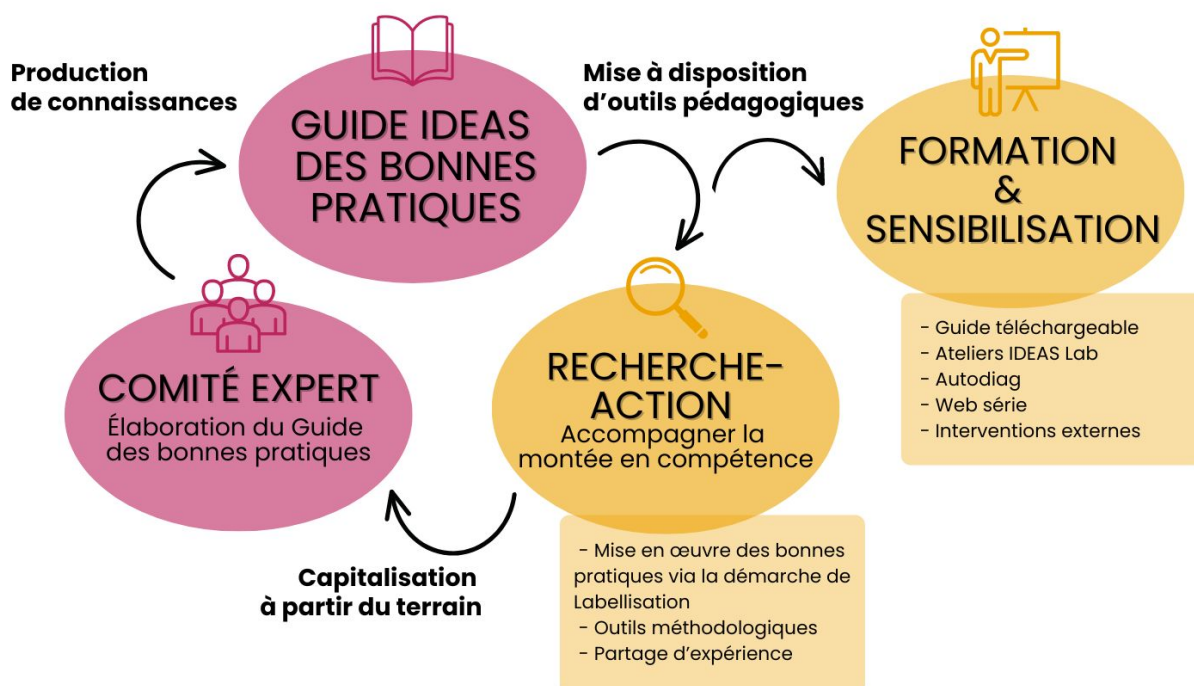 Production
de connaissances
GUIDE IDEAS
DES BONNES
PRATIQUES
Mise à disposition
d’outils pédagogiques
FORMATION
&
SENSIBILISATION
- Guide téléchargeable
- Ateliers IDEAS Lab
- Autodiag
- Web série
- Interventions externes
COMITÉ EXPERT
Élaboration du Guide
des bonnes pratiques
RECHERCHE-
ACTION
Accompagner la
montée en compétence
- Mise en œuvre des bonnes
pratiques via la démarche de
Labellisation
- Outils méthodologiques
- Partage d’expérience
Capitalisation
à partir du terrain